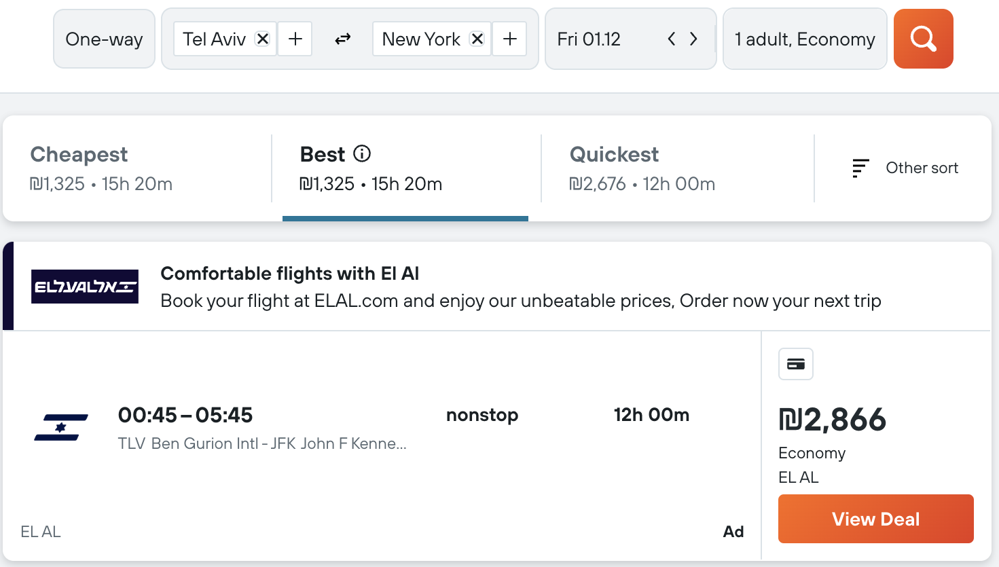 One-way
Tel Aviv
New York
Fri 01.12
1 adult, Economy
Cheapest
₪1,325 • 15h 20m
Best
₪1,325 • 15h 20m
Quickest
₪2,676 • 12h 00m
Other sort
ELAL אלעל
Comfortable flights with El Al
Book your flight at ELAL.com and enjoy our unbeatable prices, Order now your next trip
00:45 – 05:45
nonstop
12h 00m
TLV Ben Gurion Intl - JFK John F Kenne...
₪2,866
Economy
EL AL
View Deal
EL AL
Ad